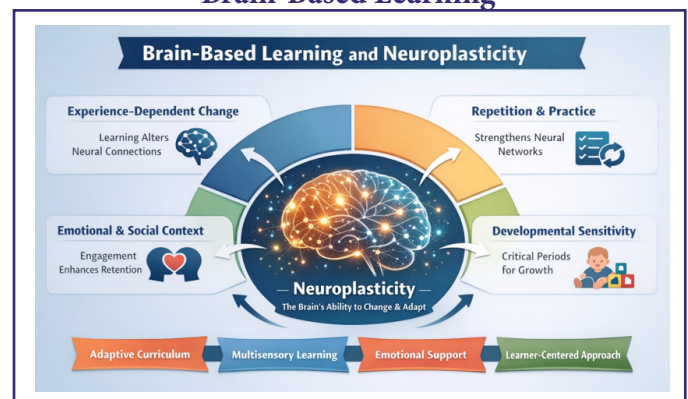 Brain-Based Learning
Brain-Based Learning and Neuroplasticity
Experience-Dependent Change
Learning Alters
Neural Connections
Repetition & Practice
Strengthens Neural
Networks
Emotional & Social Context
Engagement
Enhances Retention
Developmental Sensitivity
Critical Periods
for Growth
— Neuroplasticity —
The Brain's Ability to Change & Adapt
Adaptive Curriculum
Multisensory Learning
Emotional Support
Learner-Centered Approach